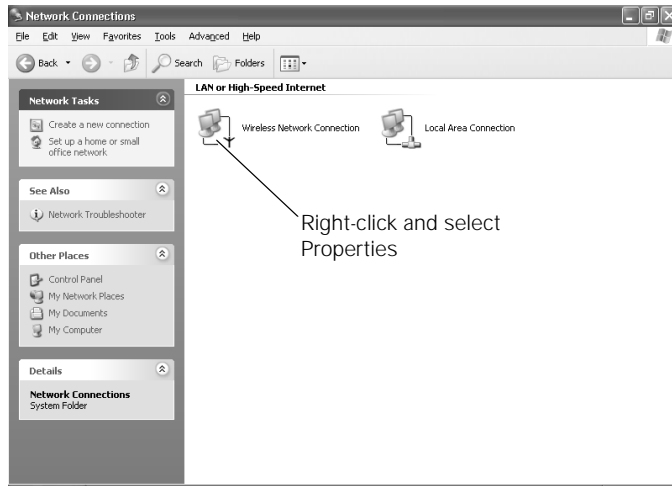 Network Connections
File Edit View Favorites Tools Advanced Help
Back Search Folders
Network Tasks
Create a new connection
Set up a home or small
office network
See Also
Network Troubleshooter
Other Places
Control Panel
My Network Places
My Documents
My Computer
Details
Network Connections
System Folder
LAN or High-Speed Internet
Wireless Network Connection
Local Area Connection
Right-click and select
Properties